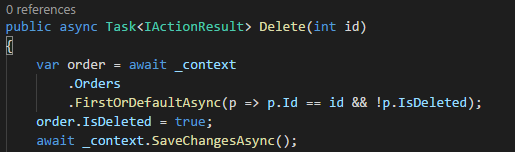 0 references
public async Task<IActionResult> Delete(int id)
{
    var order = await _context
        .Orders
        .FirstOrDefaultAsync(p => p.Id == id && !p.IsDeleted);
    order.IsDeleted = true;
    await _context.SaveChangesAsync();